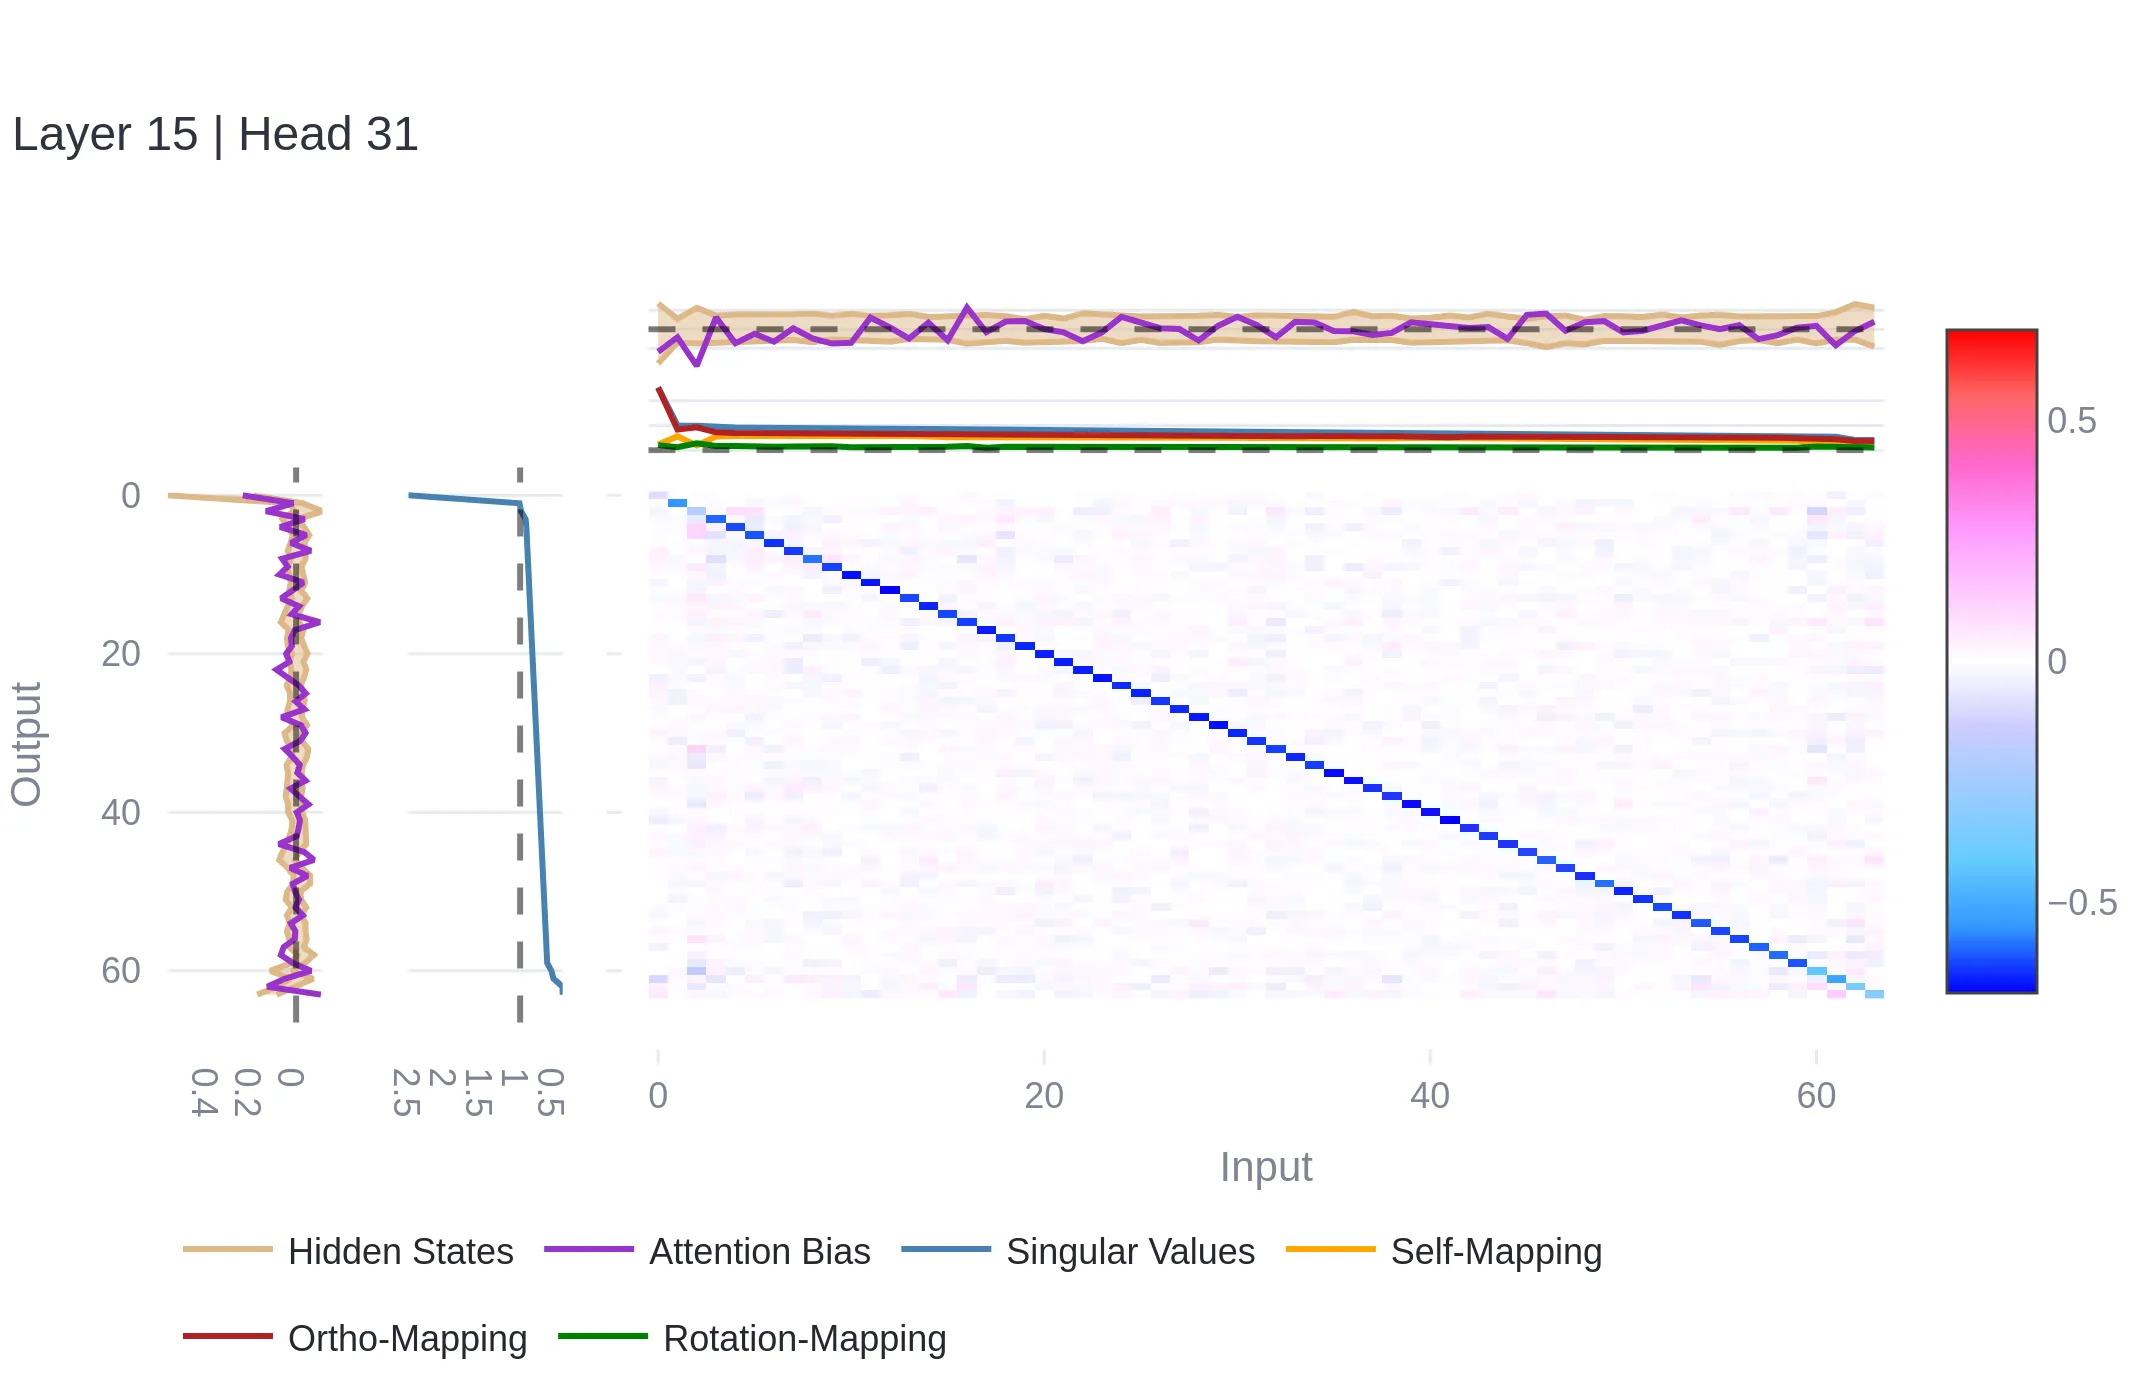 Layer 15 | Head 31
0
20
40
60
Output
0.4
0.2
0
2.5
2
1.5
1
0.5
0
20
40
60
Input
0.5
0
−0.5
Hidden States
Attention Bias
Singular Values
Self-Mapping
Ortho-Mapping
Rotation-Mapping